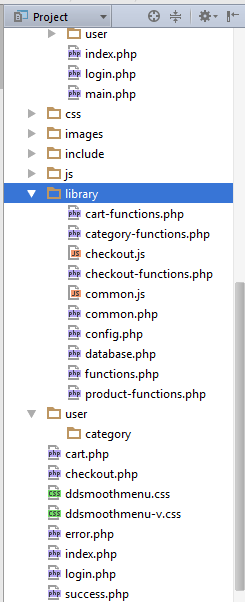 Project
user
index.php
login.php
main.php
css
images
include
js
library
cart-functions.php
category-functions.php
checkout.js
checkout-functions.php
common.js
common.php
config.php
database.php
functions.php
product-functions.php
user
category
cart.php
checkout.php
ddsmoothmenu.css
ddsmoothmenu-v.css
error.php
index.php
login.php
success.php